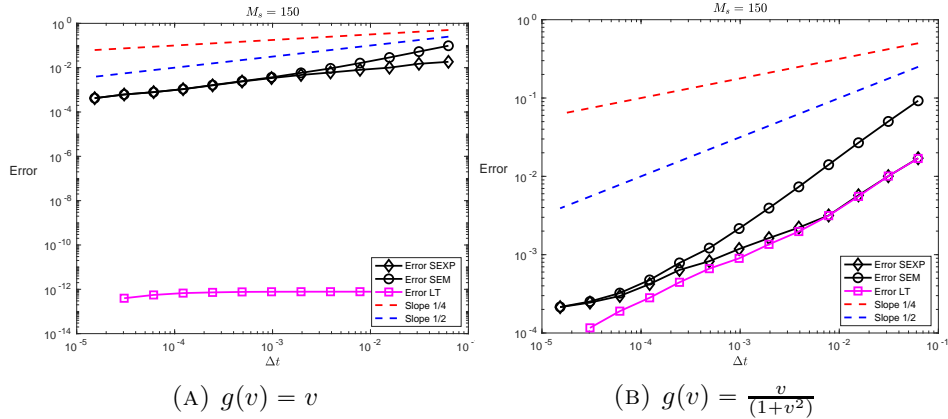 M_s = 150
10^0
10^-2
10^-4
10^-6
10^-8
10^-10
10^-12
10^-14
Error
Error SEXP
Error SEM
Error LT
Slope 1/4
Slope 1/2
10^-5
10^-4
10^-3
10^-2
10^-1
Δt
(A) g(v) = v
M_s = 150
10^0
10^-1
10^-2
10^-3
10^-4
Error
Error SEXP
Error SEM
Error LT
Slope 1/4
Slope 1/2
10^-5
10^-4
10^-3
10^-2
10^-1
Δt
(B) g(v) = v/(1+v^2)